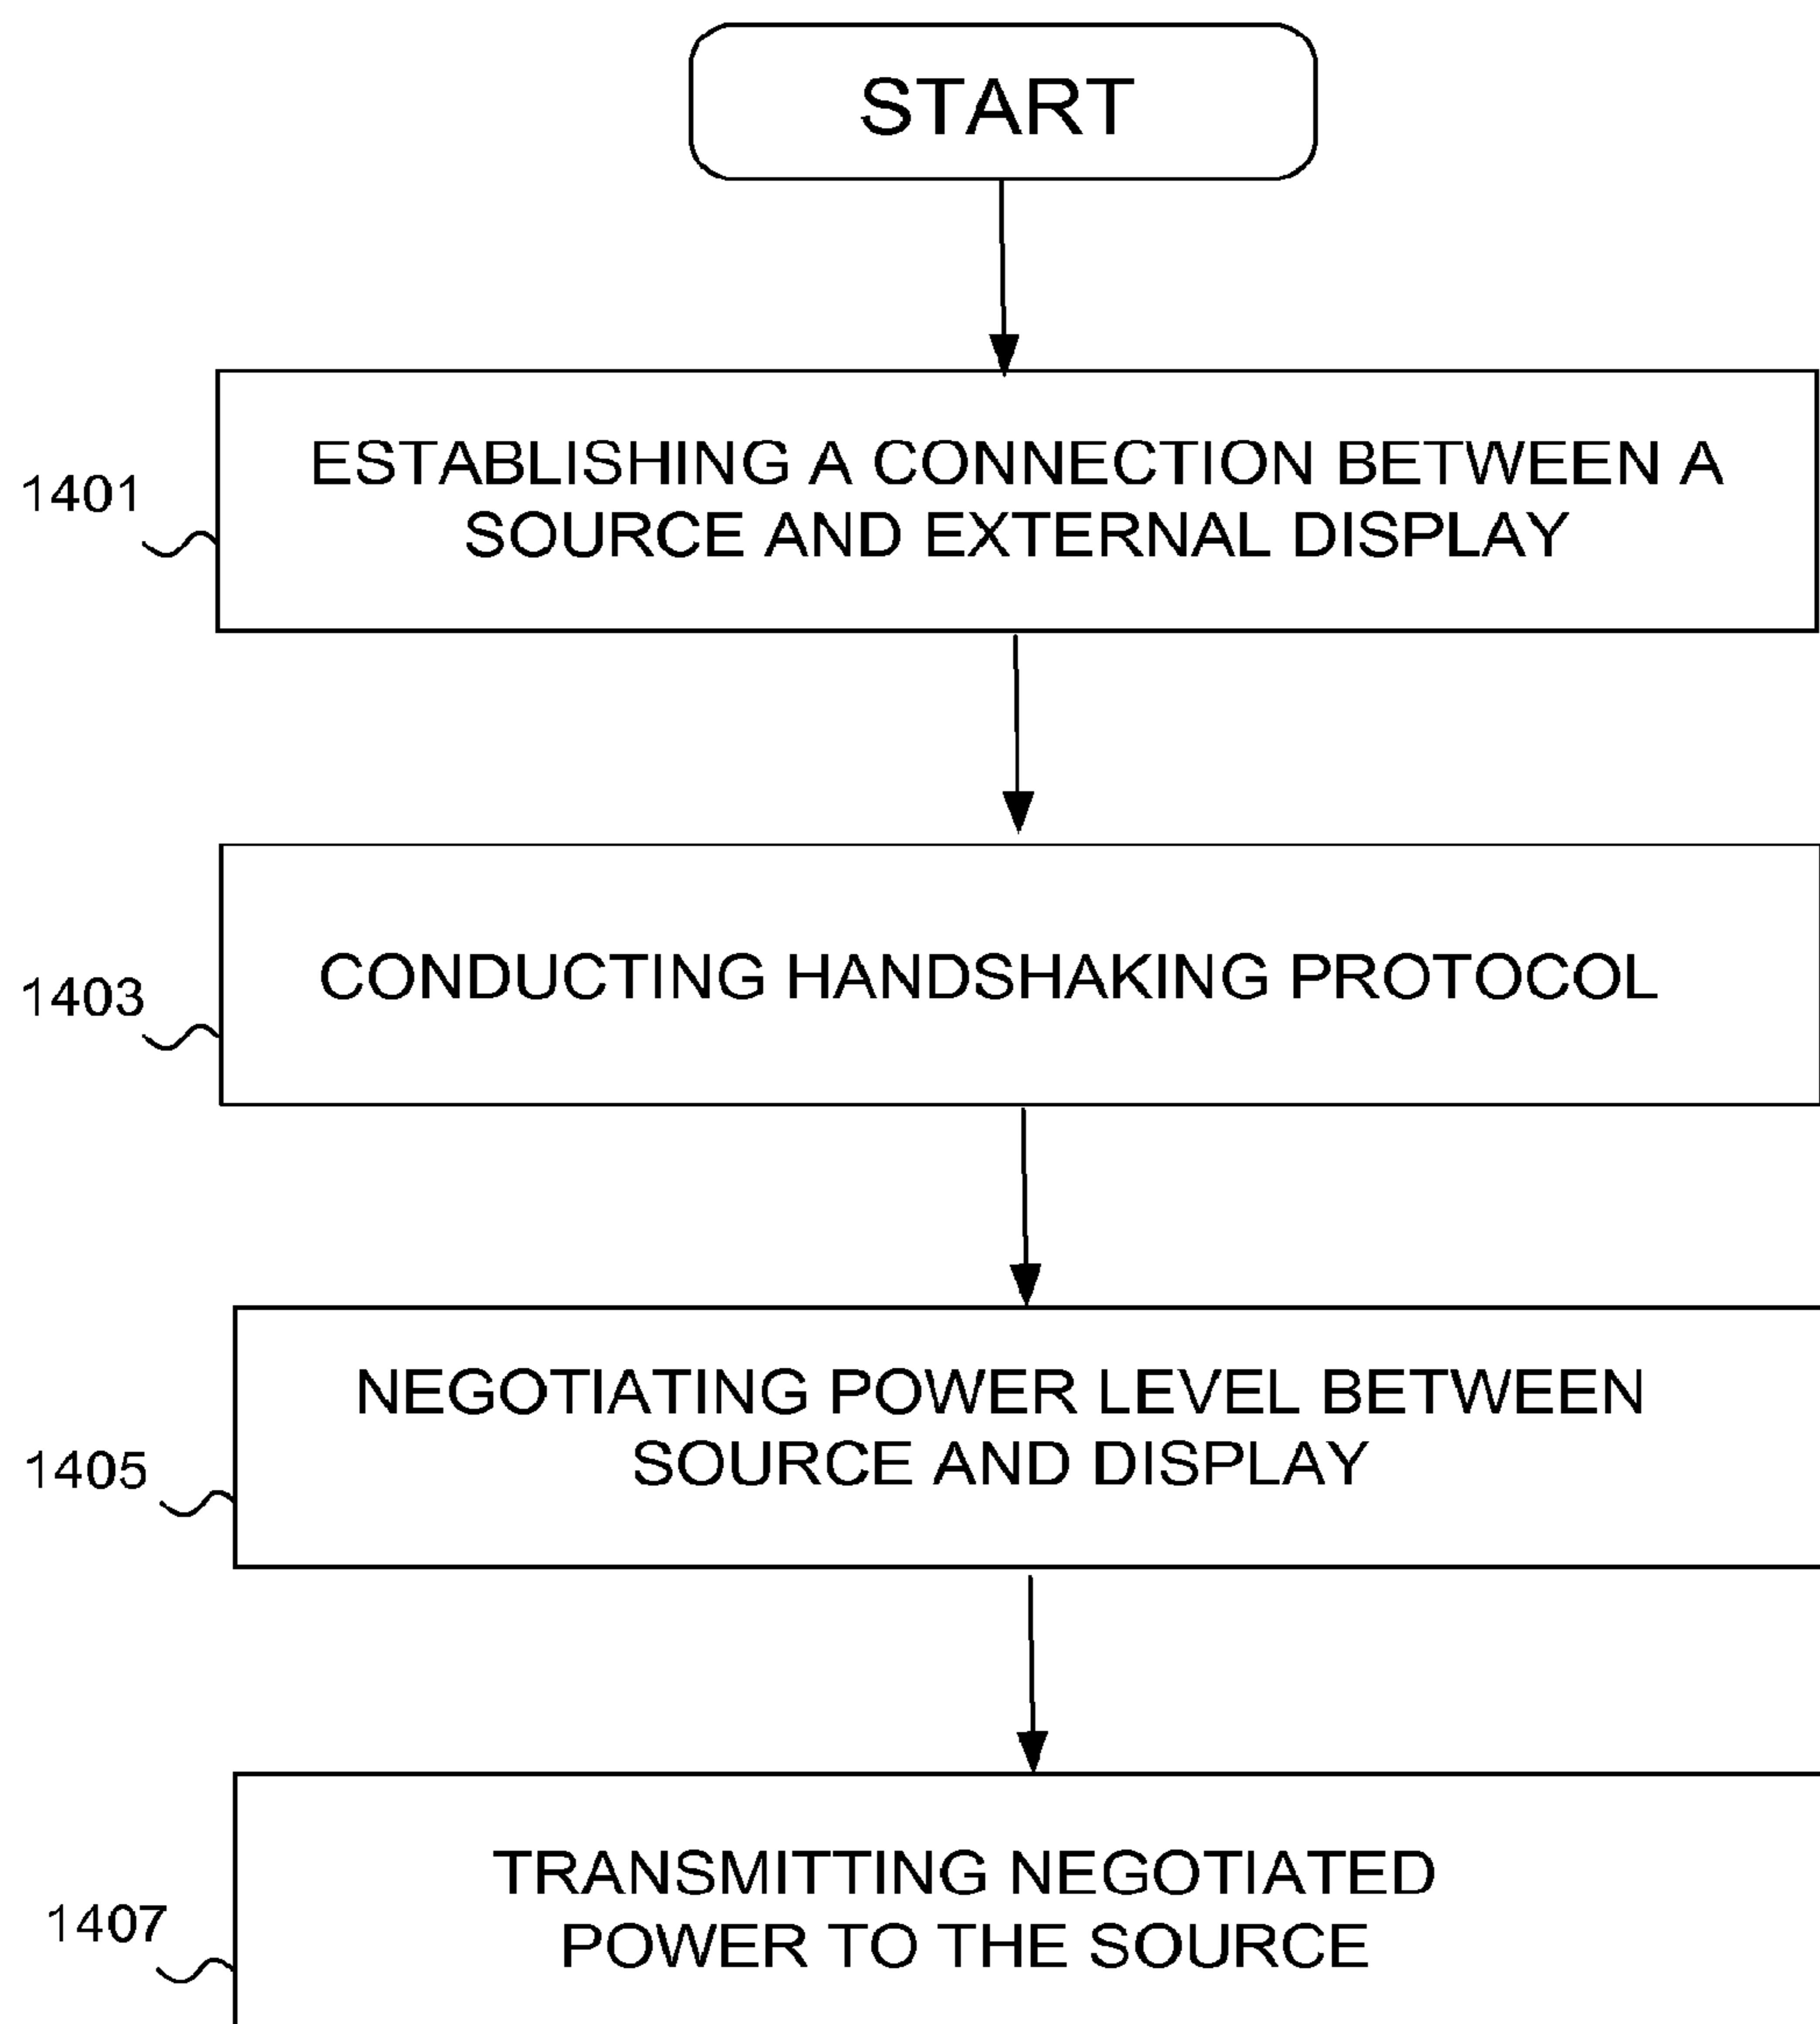 START
ESTABLISHING A CONNECTION BETWEEN A
SOURCE AND EXTERNAL DISPLAY
1401
CONDUCTING HANDSHAKING PROTOCOL
1403
NEGOTIATING POWER LEVEL BETWEEN
SOURCE AND DISPLAY
1405
TRANSMITTING NEGOTIATED
POWER TO THE SOURCE
1407